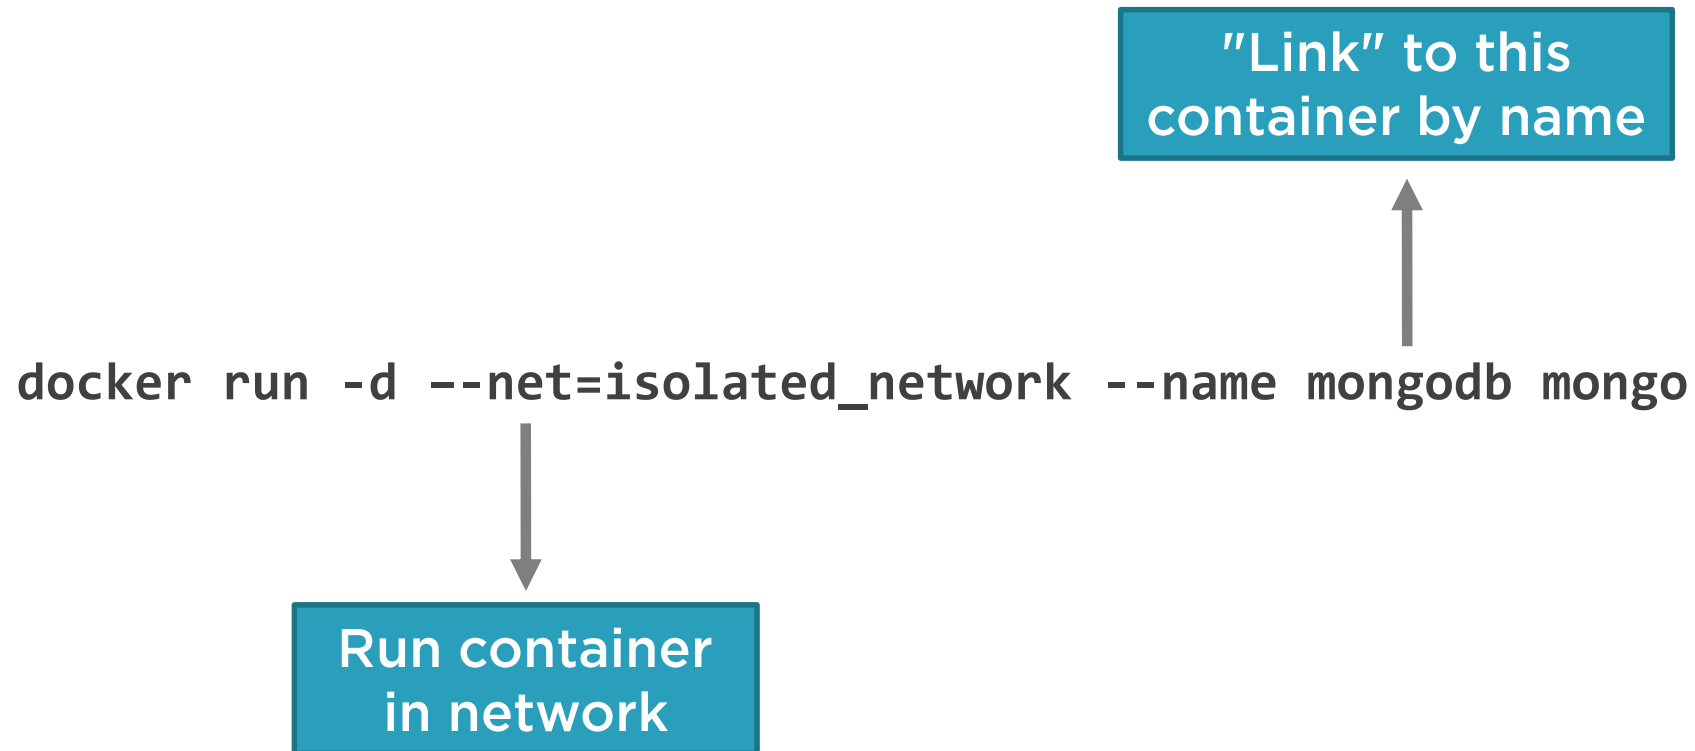 "Link" to this
container by name
docker run -d –-net=isolated_network --name mongodb mongo
Run container
in network